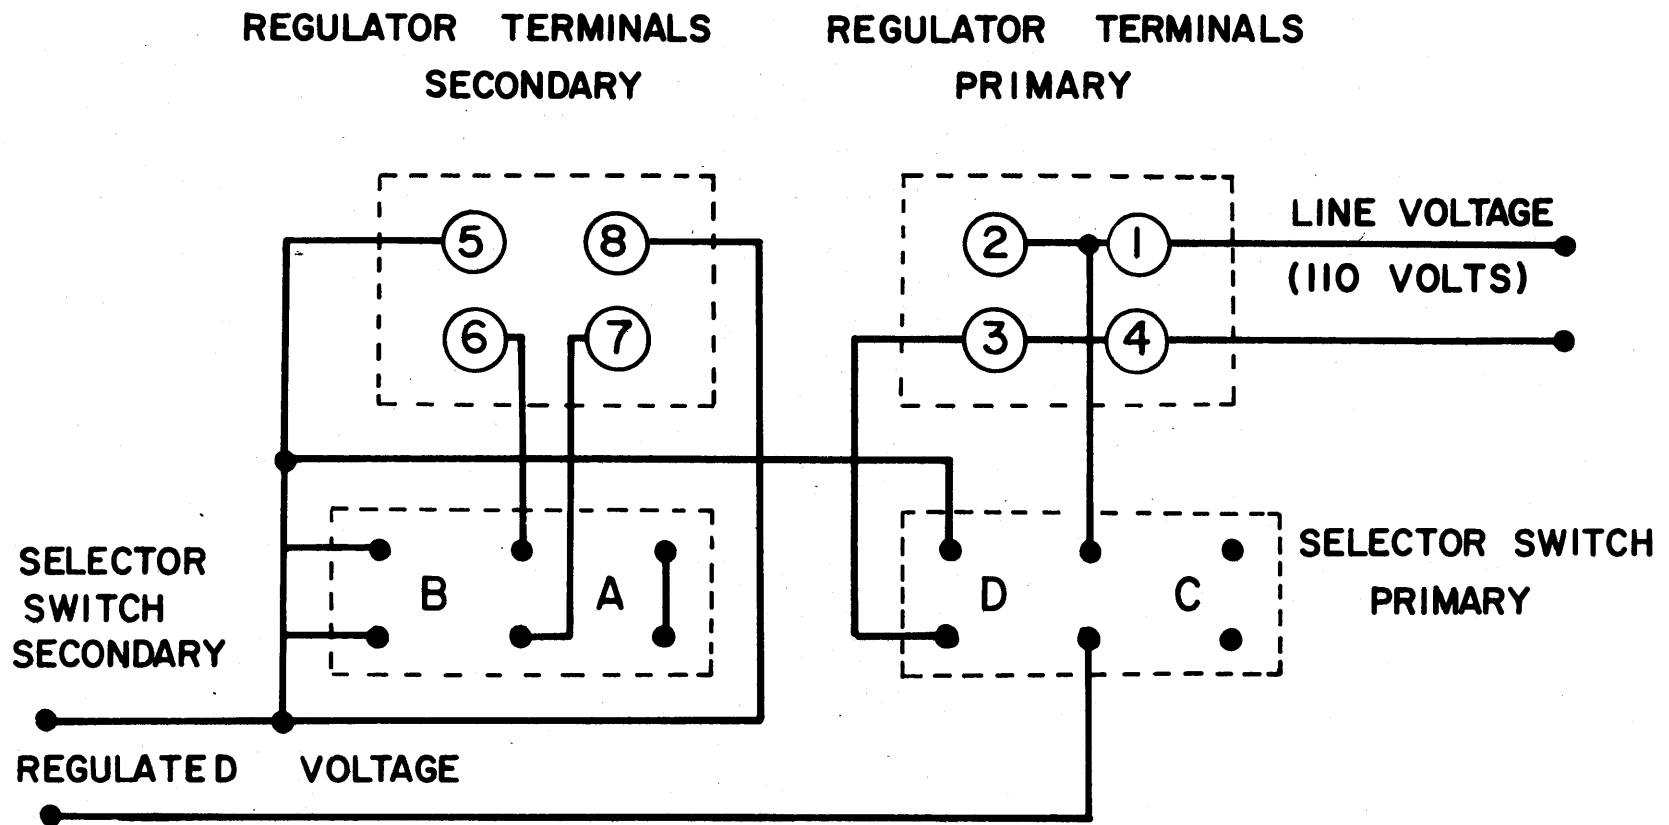 REGULATOR TERMINALS
SECONDARY
REGULATOR TERMINALS
PRIMARY
5
8
2
1
LINE VOLTAGE
(110 VOLTS)
6
7
3
4
SELECTOR
SWITCH
SECONDARY
B
A
D
C
SELECTOR SWITCH
PRIMARY
REGULATED VOLTAGE